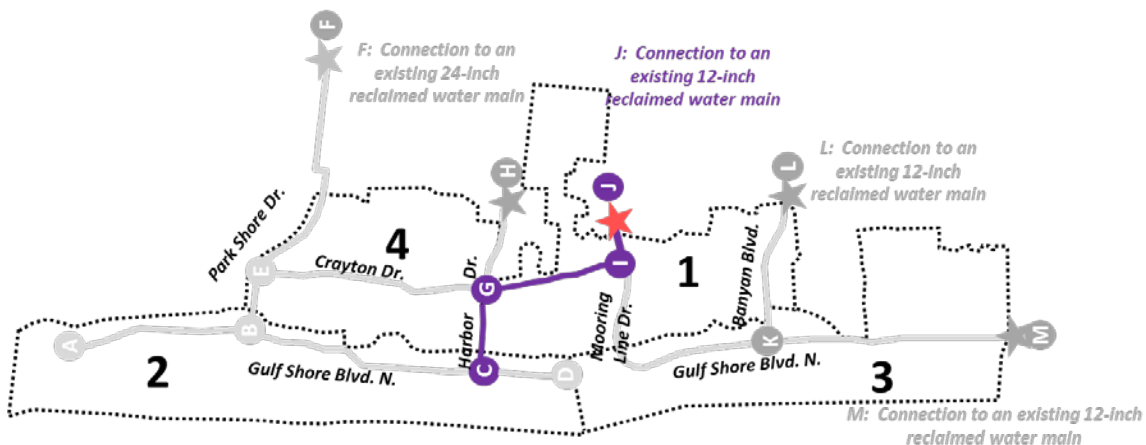 F
F: Connection to an
existing 24-inch
reclaimed water main
J: Connection to an
existing 12-inch
reclaimed water main
L: Connection to an
existing 12-inch
reclaimed water main
H
J
L
Park Shore Dr.
4
Crayton Dr.
E
Dr.
G
I
1
Banyan Blvd.
Mooring
Line Dr.
A
B
Harbor
2
Gulf Shore Blvd. N.
C
D
Gulf Shore Blvd. N.
K
3
M
M: Connection to an existing 12-inch
reclaimed water main